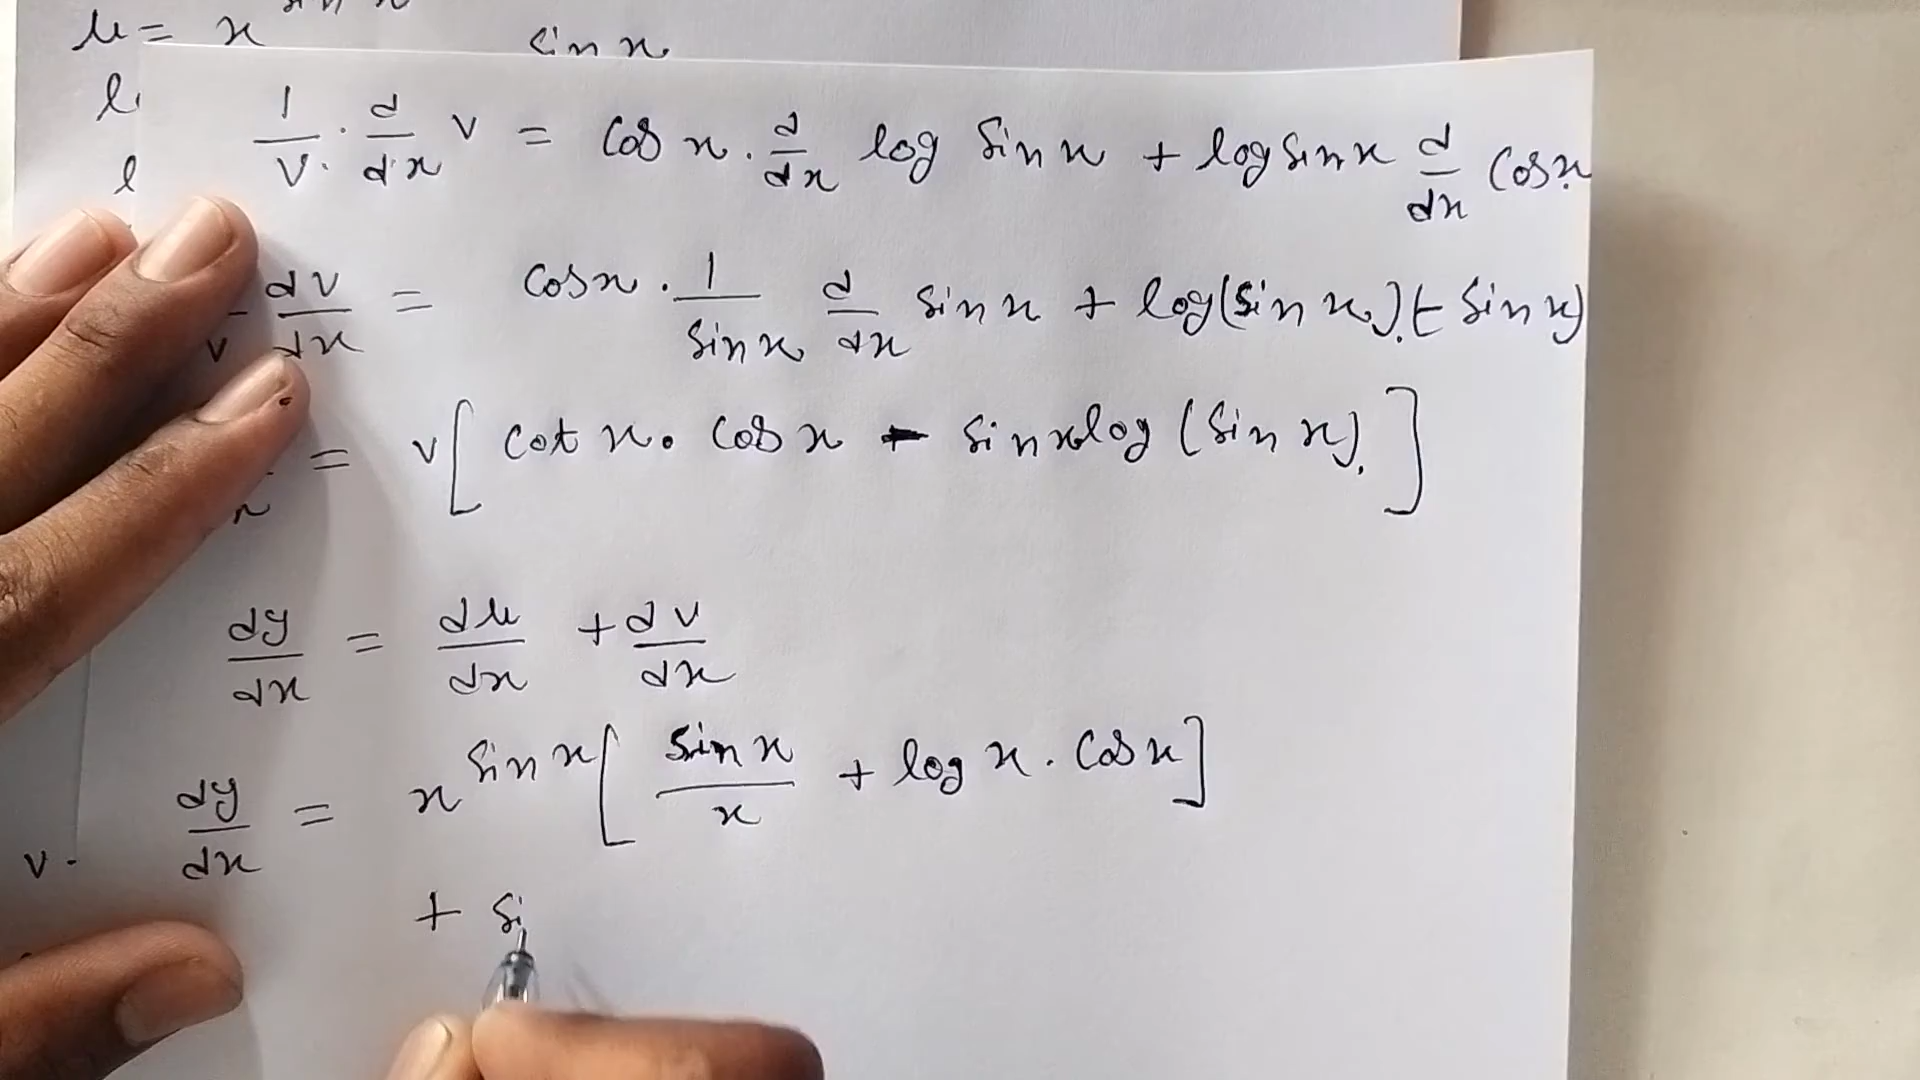 u = x sin x
sin x
l
l
1/v · d/dx v = cos x · d/dx log sin x + log sin x d/dx cos x
v dv/dx = cos x · 1/sin x d/dx sin x + log(sin x) · (- sin x)
x = v [ cot x · cos x - sin x log (sin x) ]
dy/dx = du/dx + dv/dx
dy/dx = x^sin x [ sin x/x + log x · cos x ]
v -
+ si